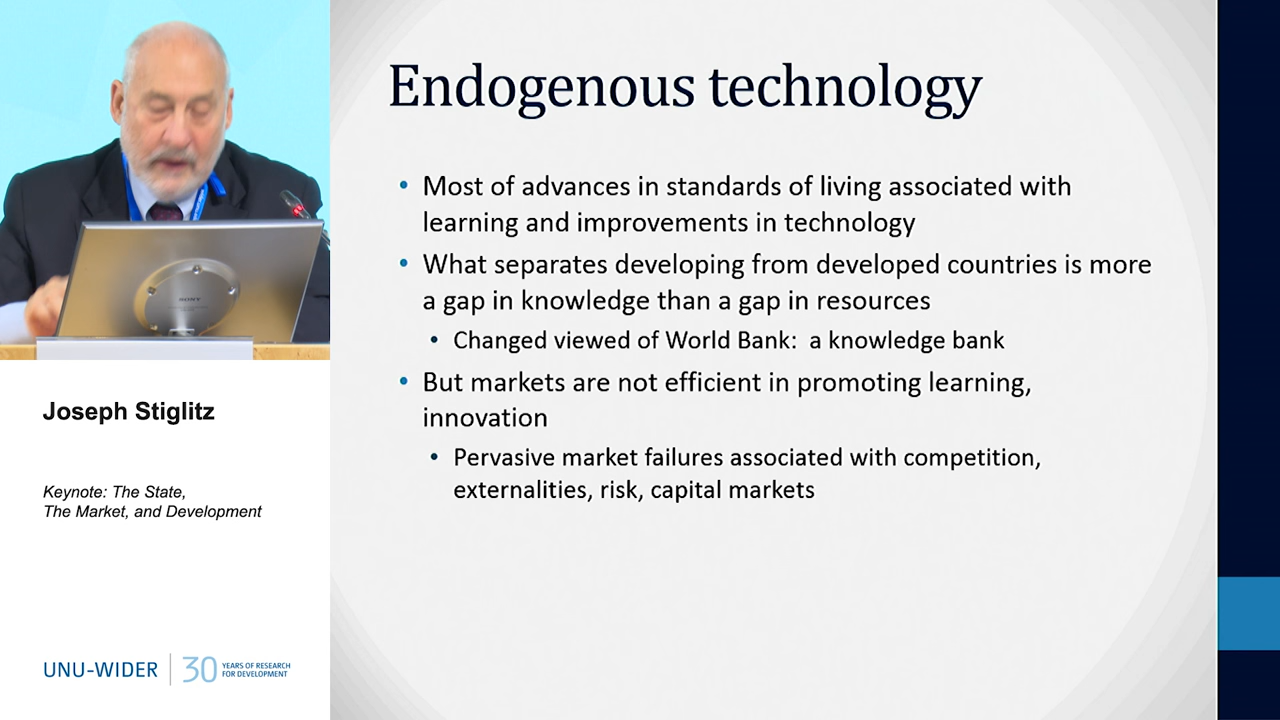 Endogenous technology
• Most of advances in standards of living associated with
learning and improvements in technology
• What separates developing from developed countries is more
a gap in knowledge than a gap in resources
• Changed viewed of World Bank:  a knowledge bank
• But markets are not efficient in promoting learning,
innovation
• Pervasive market failures associated with competition,
externalities, risk, capital markets
SONY
Joseph Stiglitz
Keynote: The State,
The Market, and Development
UNU-WIDER
30 YEARS OF RESEARCH
FOR DEVELOPMENT